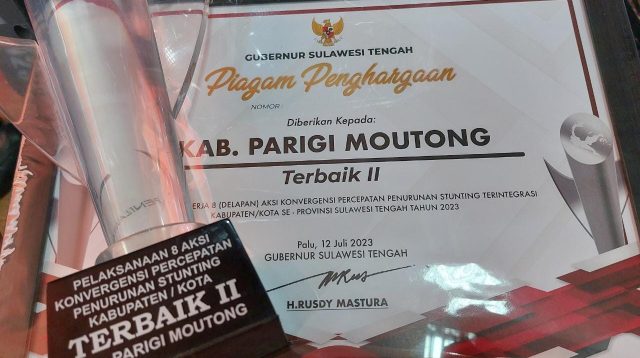 GUBERNUR SULAWESI TENGAH
Piagam Penghargaan
NOMOR:
Diberikan Kepada:
KAB. PARIGI MOUTONG
Terbaik II
8 (DELAPAN) AKSI KONVERGENSI PERCEPATAN PENURUNAN STUNTING TERINTEGRASI
KABUPATEN/KOTA SE - PROVINSI SULAWESI TENGAH TAHUN 2023
Palu, 12 Juli 2023
GUBERNUR SULAWESI TENGAH
H.RUSDY MASTURA
PELAKSANAAN 8 AKSI
KONVERGENSI PERCEPATAN
PENURUNAN STUNTING
KABUPATEN / KOTA
TERBAIK II
PARIGI MOUTONG